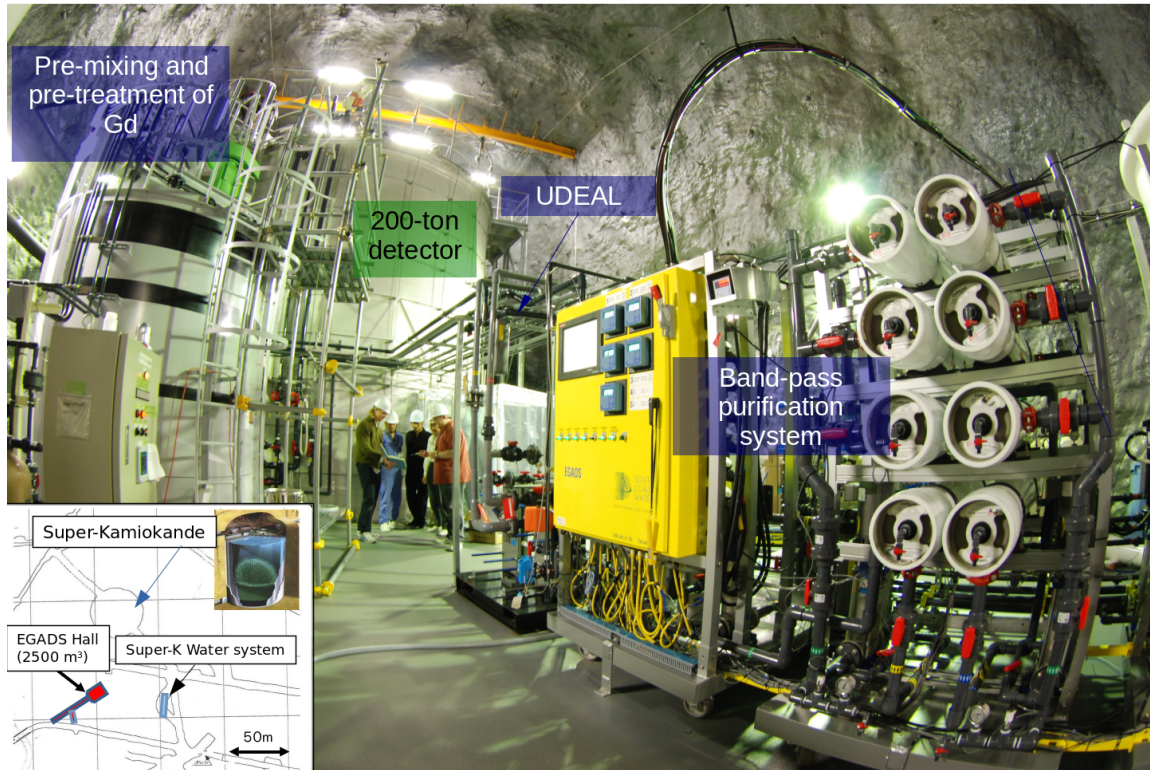 Pre-mixing and
pre-treatment of
Gd
UDEAL
200-ton
detector
Band-pass
purification
system
EGADS
Super-Kamiokande
EGADS Hall
(2500 m³)
Super-K Water system
50m